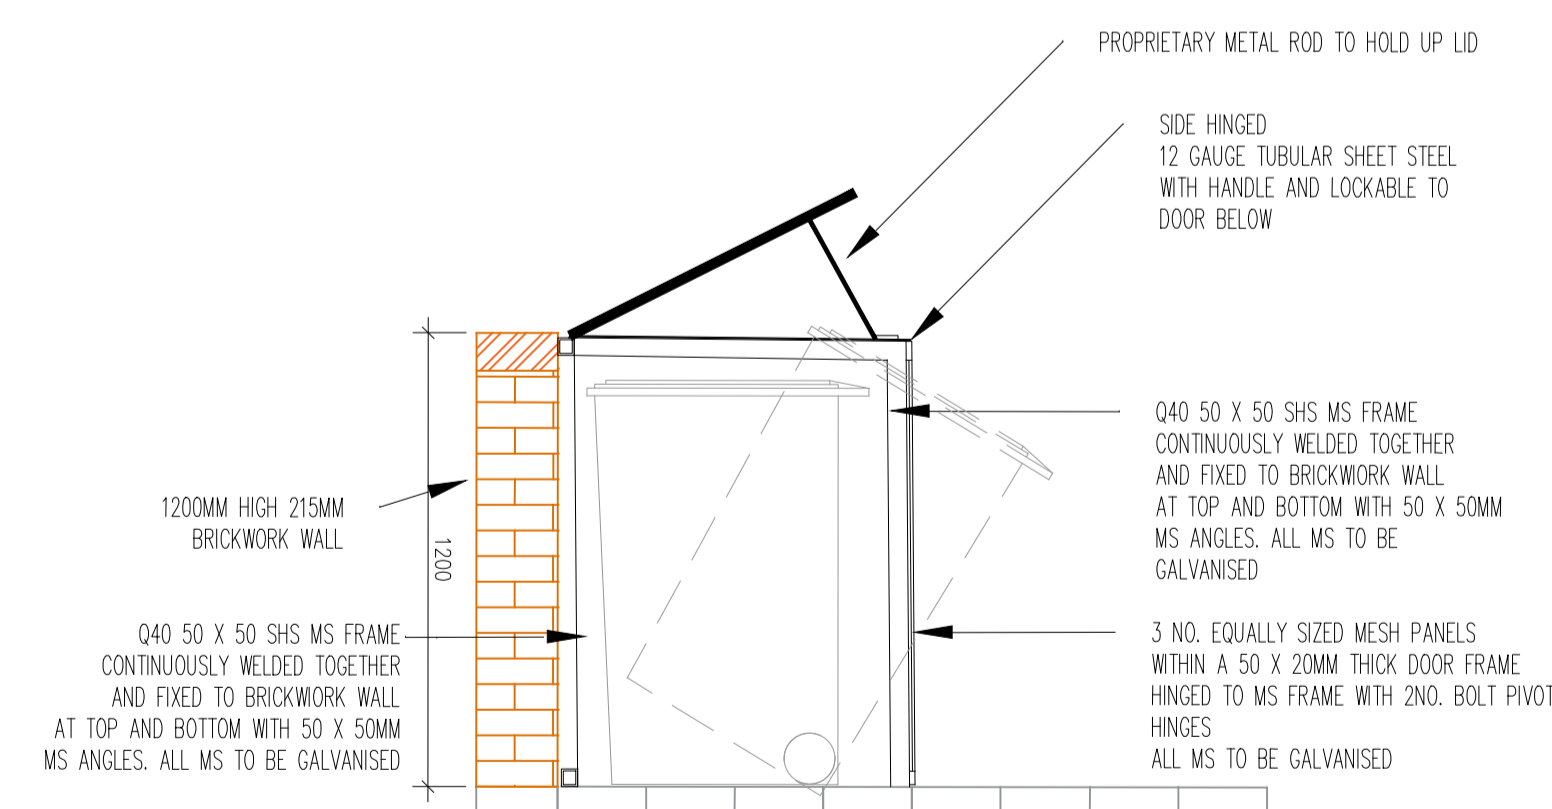 PROPRIETARY METAL ROD TO HOLD UP LID
SIDE HINGED
12 GAUGE TUBULAR SHEET STEEL
WITH HANDLE AND LOCKABLE TO
DOOR BELOW
Q40 50 X 50 SHS MS FRAME
CONTINUOUSLY WELDED TOGETHER
AND FIXED TO BRICKWIORK WALL
AT TOP AND BOTTOM WITH 50 X 50MM
MS ANGLES. ALL MS TO BE
GALVANISED
1200MM HIGH 215MM
BRICKWORK WALL
1200
Q40 50 X 50 SHS MS FRAME
CONTINUOUSLY WELDED TOGETHER
AND FIXED TO BRICKWORK WALL
AT TOP AND BOTTOM WITH 50 X 50MM
MS ANGLES. ALL MS TO BE GALVANISED
3 NO. EQUALLY SIZED MESH PANELS
WITHIN A 50 X 20MM THICK DOOR FRAME
HINGED TO MS FRAME WITH 2NO. BOLT PIVOT
HINGES
ALL MS TO BE GALVANISED